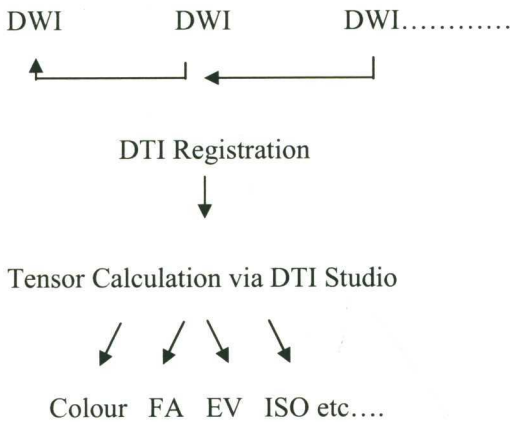 DWI DWI DWI…………
DTI Registration
Tensor Calculation via DTI Studio
Colour FA EV ISO etc….